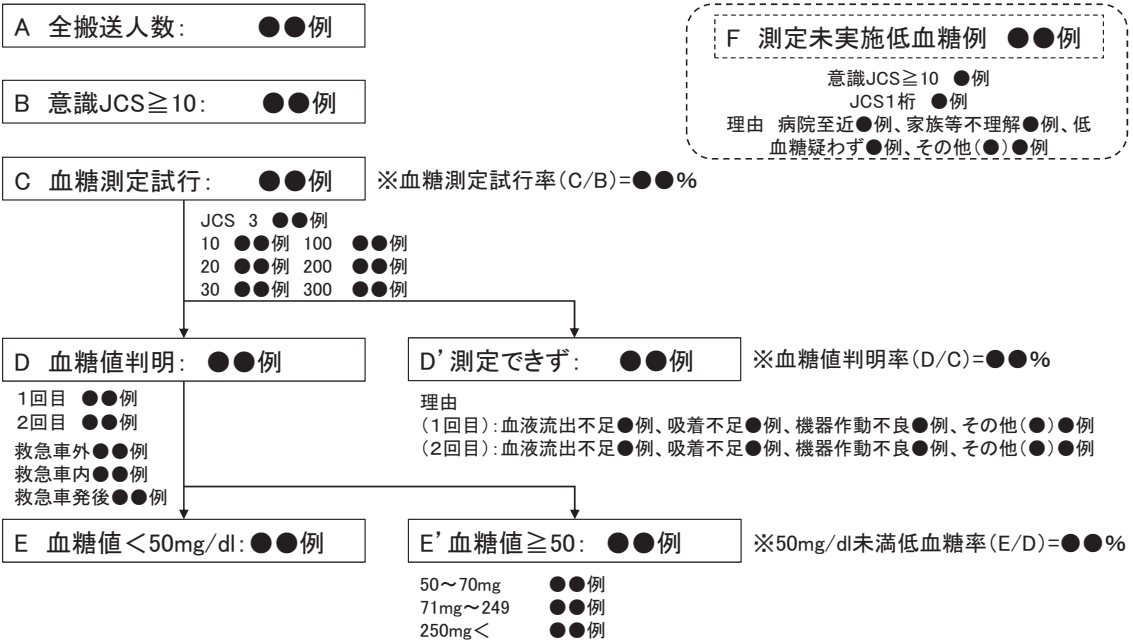 A 全搬送人数: ●●例
F 測定未実施低血糖例 ●●例
意識JCS≧10 ●例
JCS1桁 ●例
理由 病院至近●例、家族等不理解●例、低
血糖疑わず●例、その他(●)●例
B 意識JCS≧10: ●●例
C 血糖測定試行: ●●例
※血糖測定試行率(C/B)=●●%
JCS 3 ●●例
10 ●●例 100 ●●例
20 ●●例 200 ●●例
30 ●●例 300 ●●例
D 血糖値判明: ●●例
D'測定できず: ●●例
※血糖値判明率(D/C)=●●%
1回目 ●●例
2回目 ●●例
救急車外●●例
救急車内●●例
救急車発後●●例
理由
(1回目):血液流出不足●例、吸着不足●例、機器作動不良●例、その他(●)●例
(2回目):血液流出不足●例、吸着不足●例、機器作動不良●例、その他(●)●例
E 血糖値<50mg/dl:●●例
E'血糖値≧50: ●●例
※50mg/dl未満低血糖率(E/D)=●●%
50~70mg ●●例
71mg~249 ●●例
250mg< ●●例